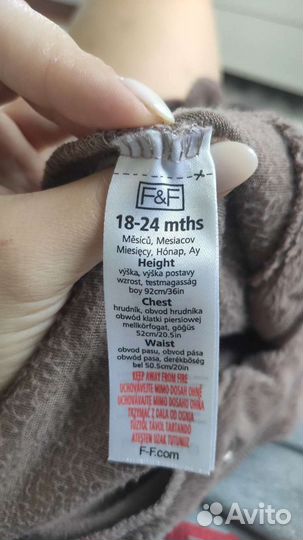 F&F
18-24 mths
Měsíců, Mesiacov
Miesięcy, Hónap, Ay
Height
výška, výška postavy
wzrost, testmagasság
boy 92cm/36in
Chest
hrudník, obvod hrudníka
obwód klatki piersiowej
mellkörfogat, göğüs
52cm/20.5in
Waist
obvod pasu, obvod pása
obwód pasa, derékbőség
bel 50.5cm/20in
KEEP AWAY FROM FIRE
UCHOVÁVEJTE MIMO DOSAH OHNĚ
UCHOVÁVAJTE MIMO DOSAHU OHŇA
TRZYMAĆ Z DALA OD OGNIA
TŰZTŐL TÁVOL TARTANDÓ
ATEŞTEN UZAK TUTUNUZ
F-F.com
Avito